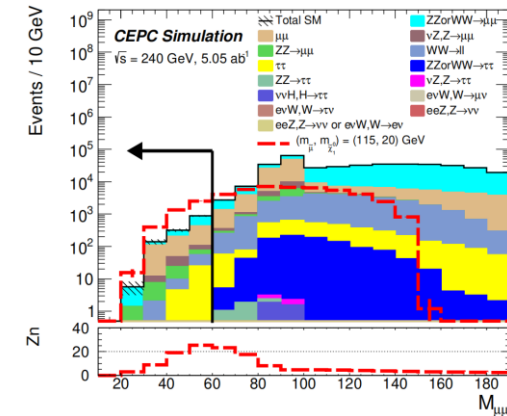 CEPC Simulation
√s = 240 GeV, 5.05 ab¹
Total SM
ZZorWW→μμ
μμ
νZ,Z→μμ
ZZ→μμ
WW→ll
ττ
ZZorWW→ττ
ZZ→ττ
νZ,Z→ττ
ννH,H→ττ
eνW,W→μν
eνW,W→τν
eeZ,Z→νν
eeZ,Z→νν or eνW,W→eν
(m_μ̃, m_χ̃⁰₁) = (115, 20) GeV
Events / 10 GeV
10⁹
10⁸
10⁷
10⁶
10⁵
10⁴
10³
10²
10
1
Zn
40
20
0
20 40 60 80 100 120 140 160 180
M_μμ